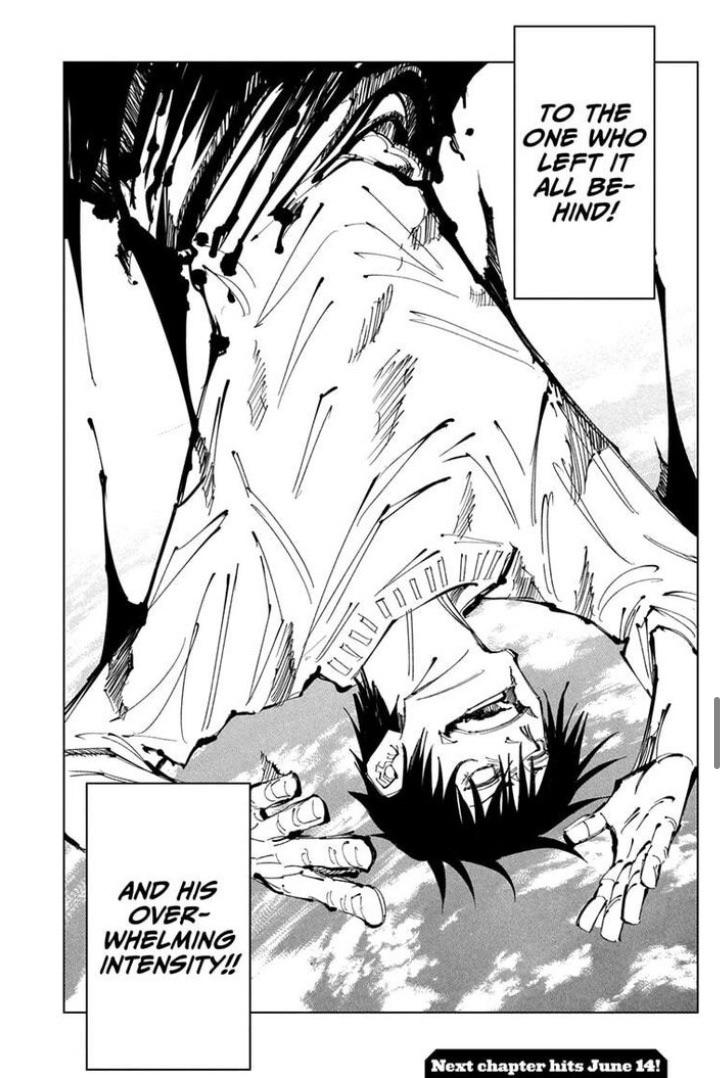 TO THE
ONE WHO
LEFT IT
ALL BE-
HIND!
AND HIS
OVER-
WHELMING
INTENSITY!!
Next chapter hits June 14!